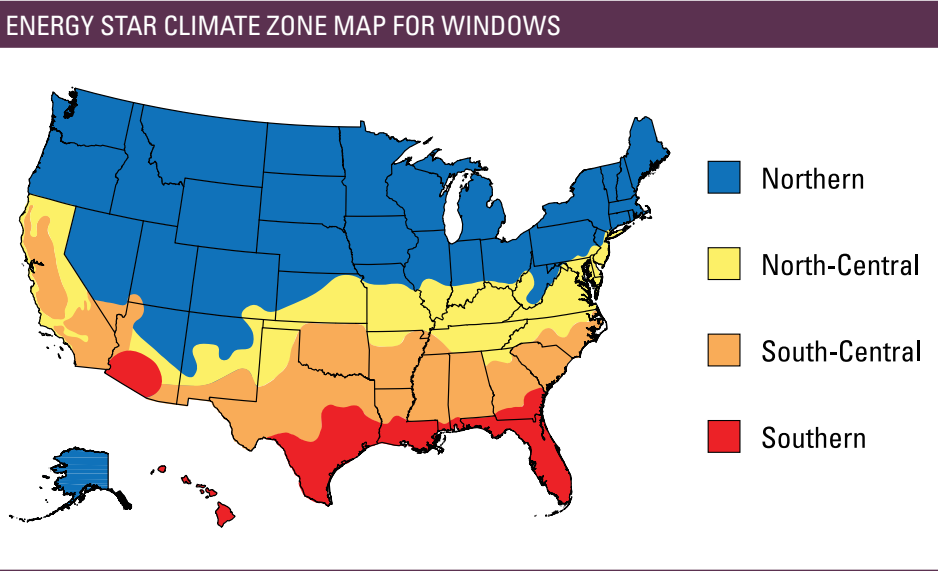 ENERGY STAR CLIMATE ZONE MAP FOR WINDOWS
Northern
North-Central
South-Central
Southern